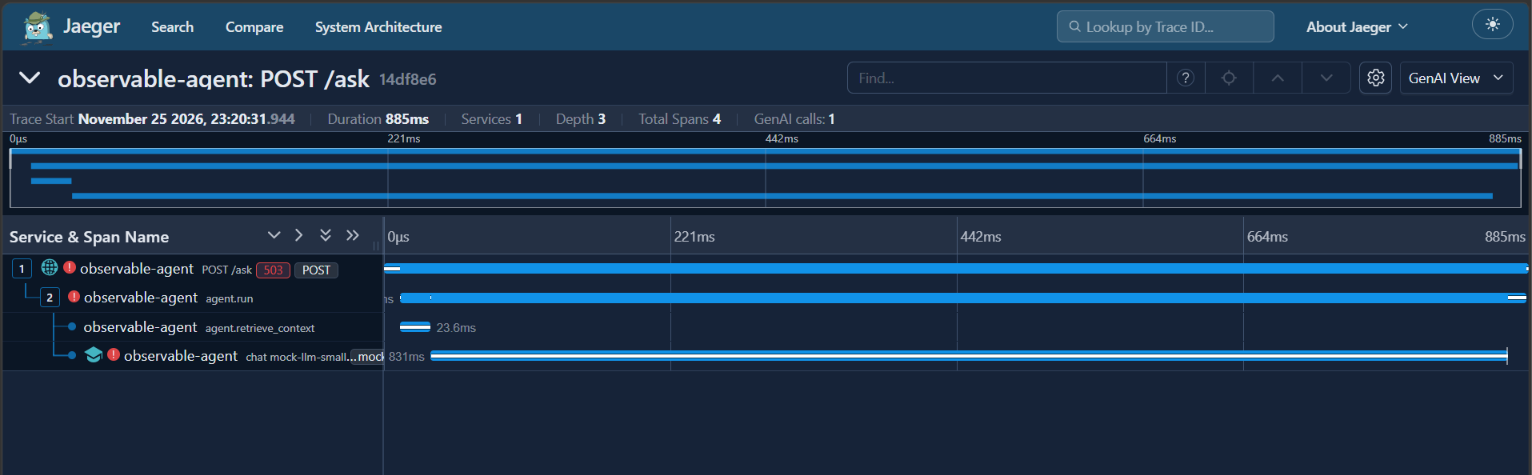 Jaeger Search Compare System Architecture Lookup by Trace ID... About Jaeger
observable-agent: POST /ask 14df8e6 Find... ? GenAI View
Trace Start November 25 2026, 23:20:31.944 Duration 885ms Services 1 Depth 3 Total Spans 4 GenAI calls: 1
0μs 221ms 442ms 664ms 885ms
Service & Span Name 0μs 221ms 442ms 664ms 885ms
1 observable-agent POST /ask 503 POST
2 observable-agent agent.run
observable-agent agent.retrieve_context 23.6ms
observable-agent chat mock-llm-small... mock 831ms